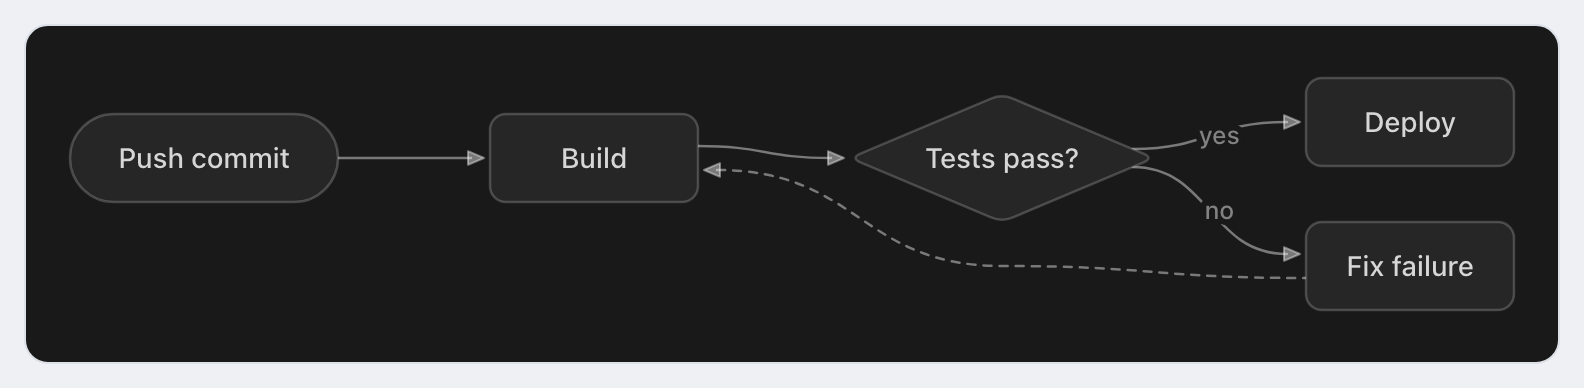 Push commit
Build
Tests pass?
yes
no
Deploy
Fix failure